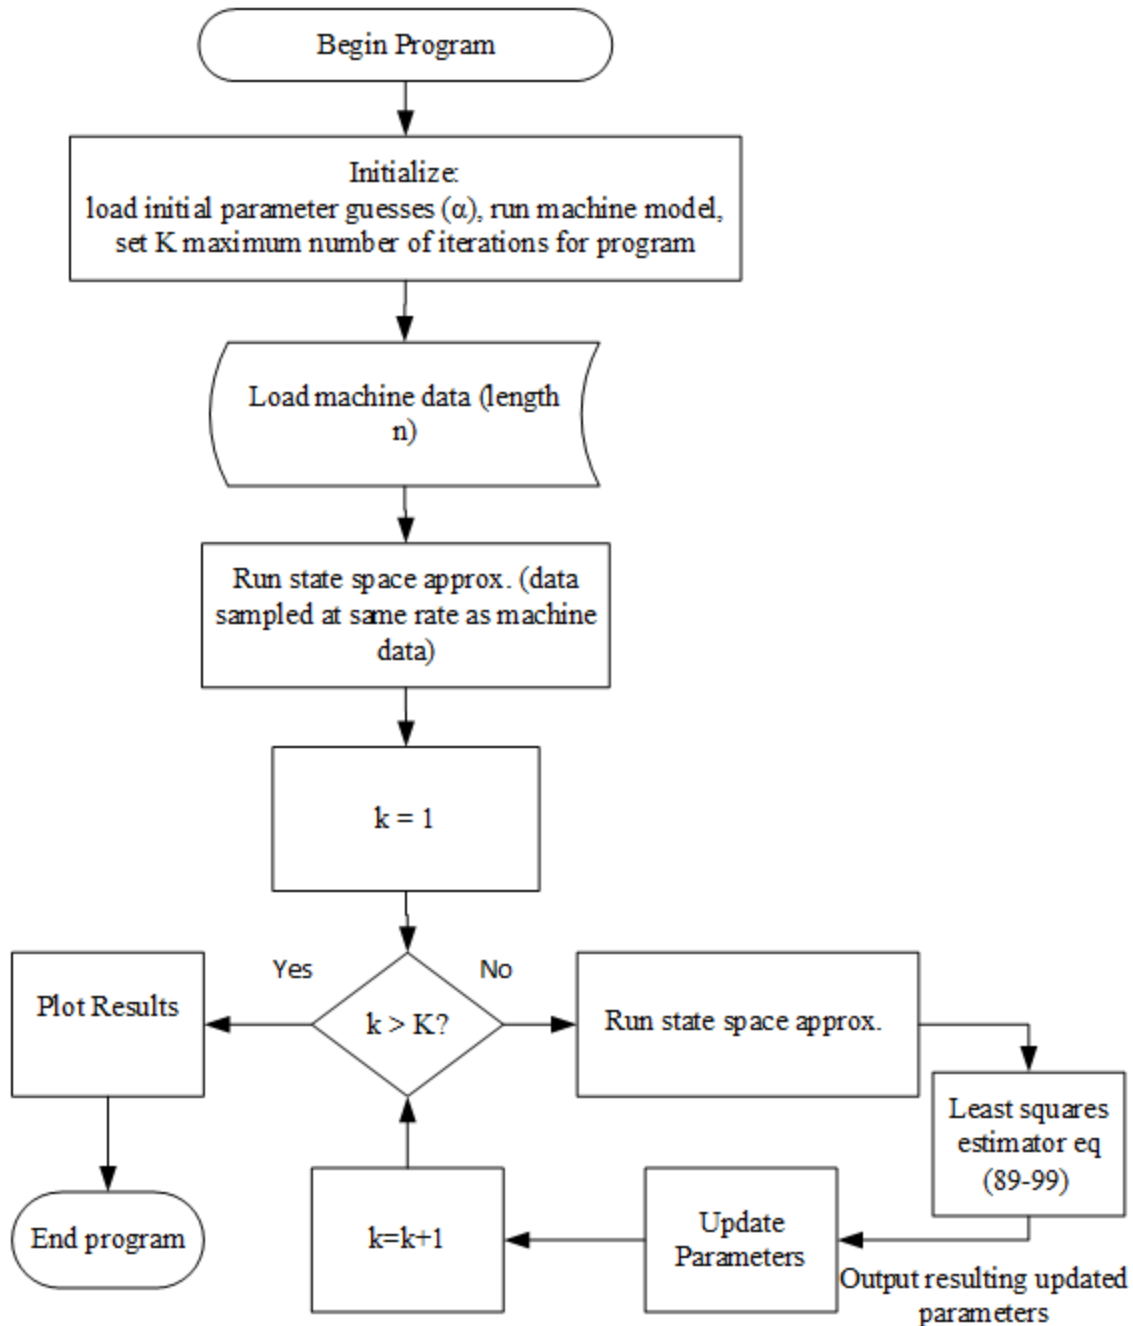 Begin Program
Initialize:
load initial parameter guesses (α), run machine model,
set K maximum number of iterations for program
Load machine data (length
n)
Run state space approx. (data
sampled at same rate as machine
data)
k = 1
Yes
No
Plot Results
k > K?
Run state space approx.
Least squares
estimator eq
(89-99)
End program
k=k+1
Update
Parameters
Output resulting updated
parameters